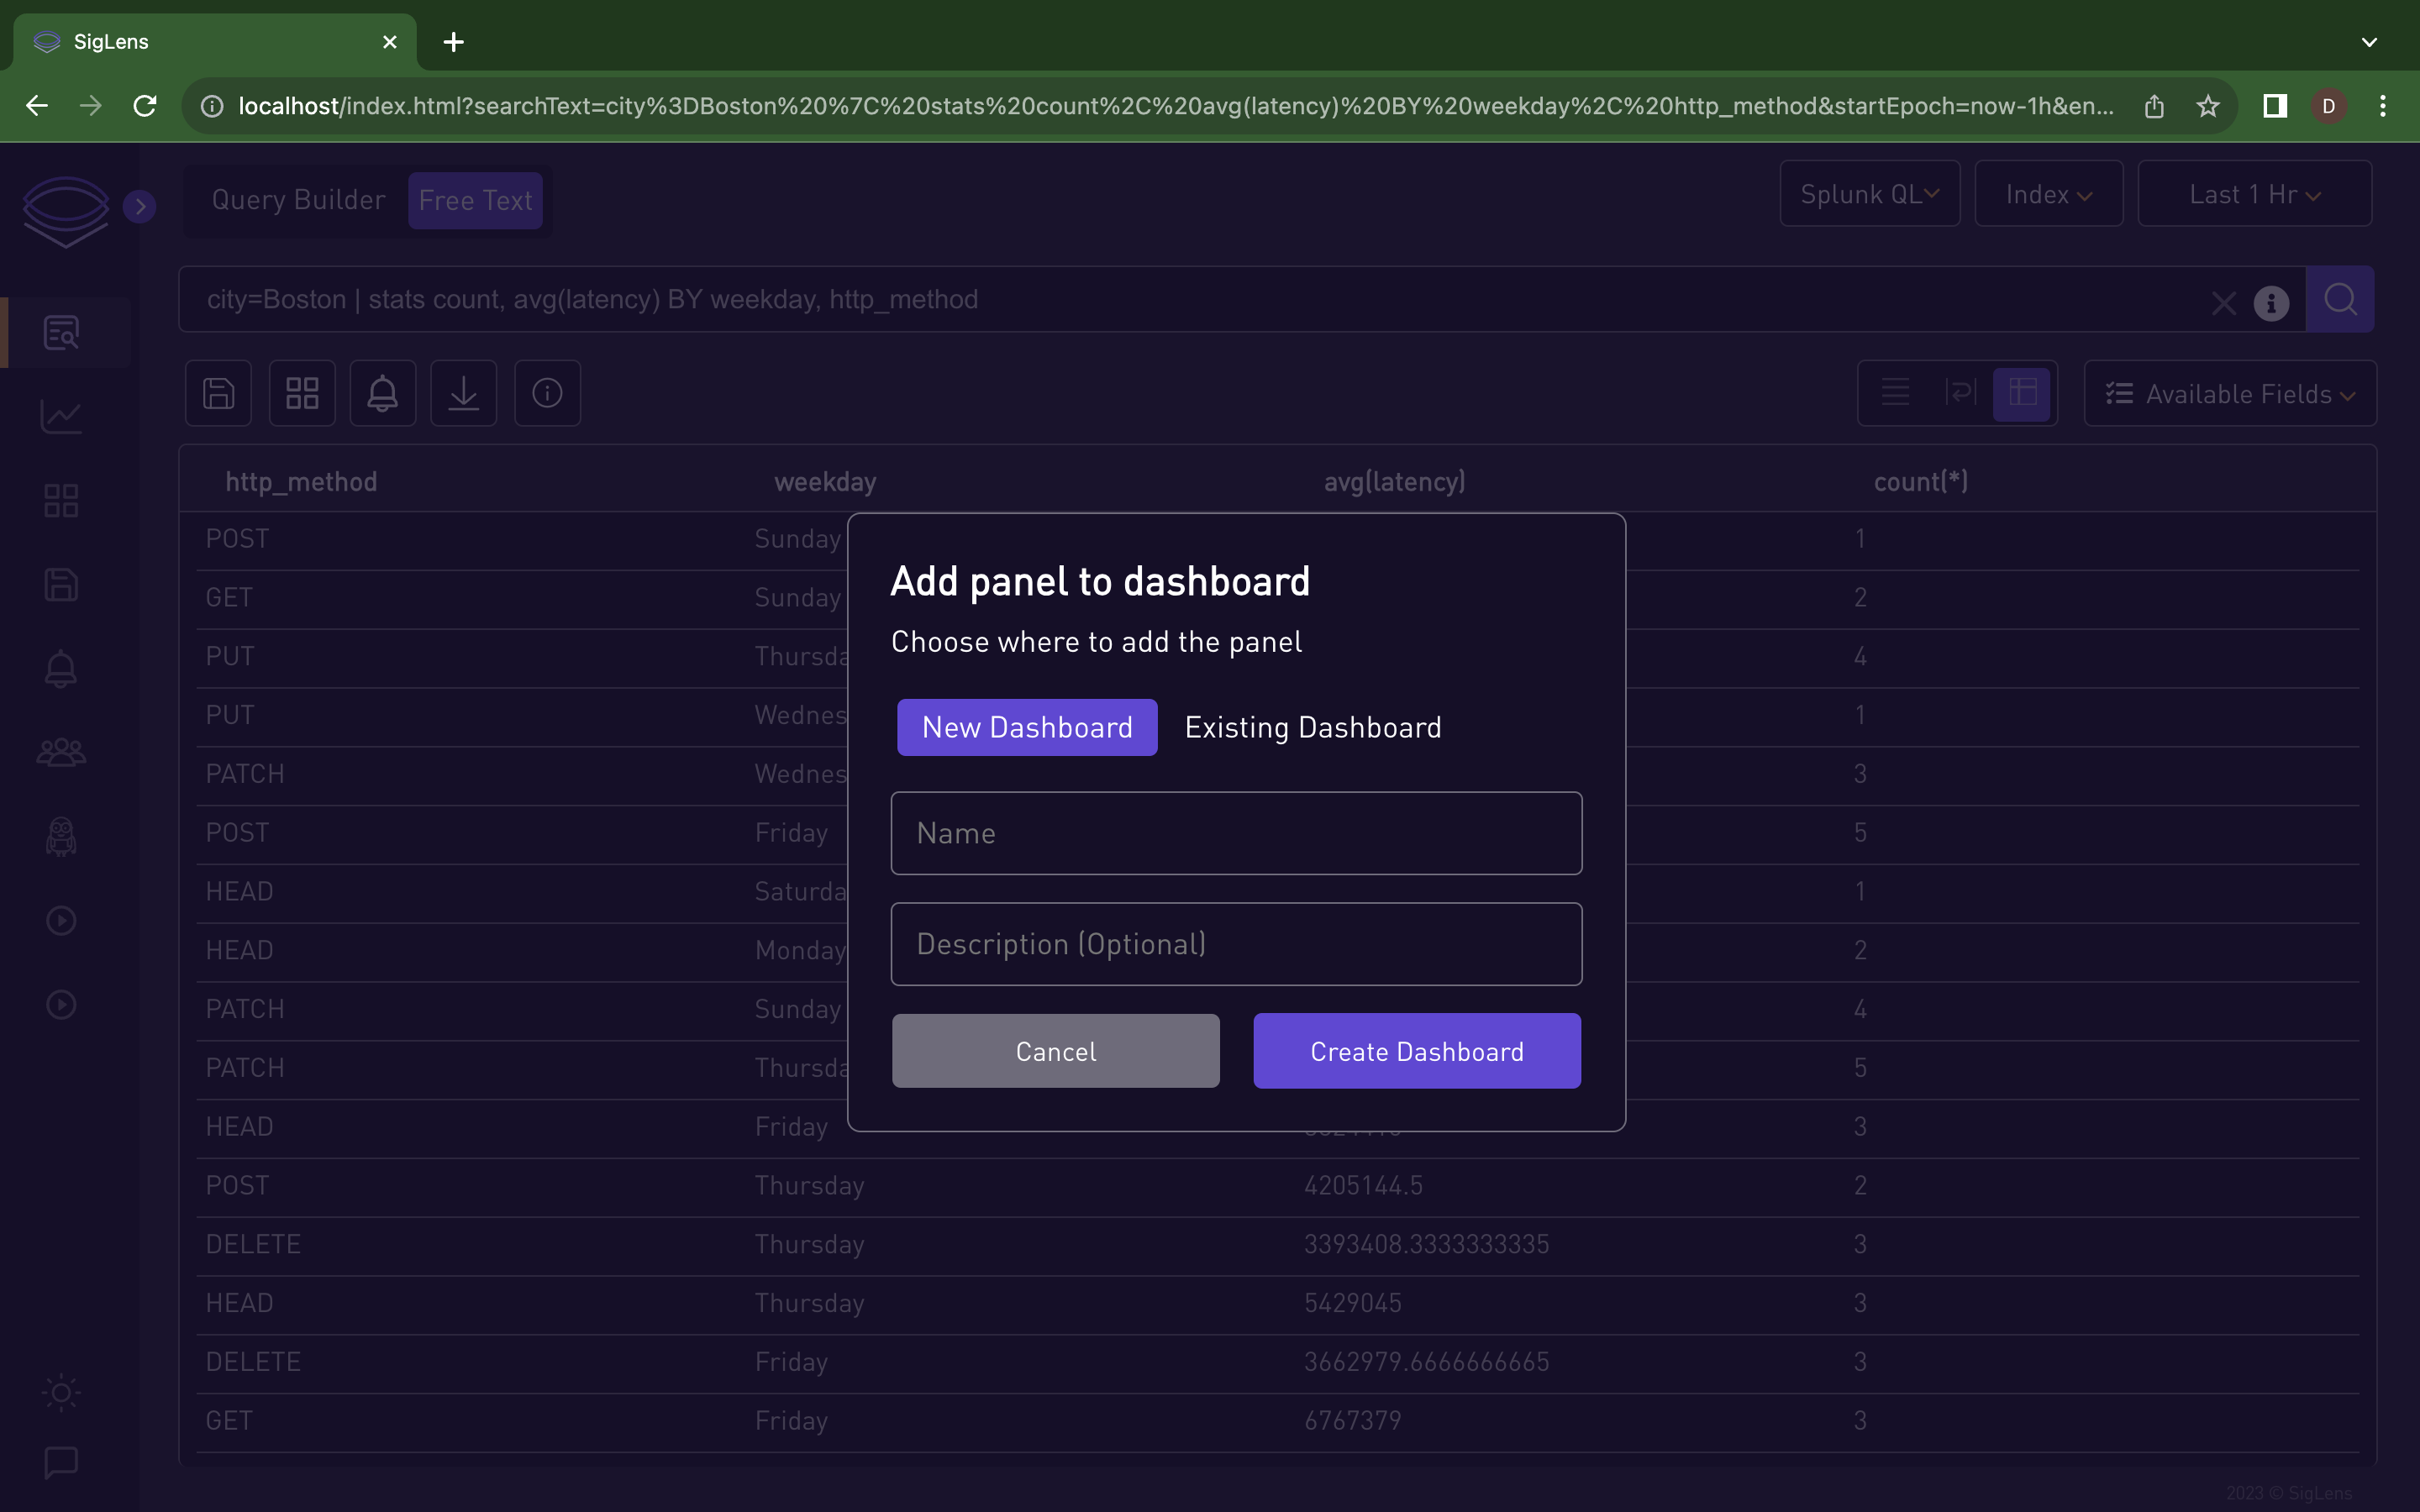 SigLens
localhost/index.html?searchText=city%3DBoston%20%7C%20stats%20count%2C%20avg(latency)%20BY%20weekday%2C%20http_method&startEpoch=now-1h&en...
D
Query Builder Free Text Splunk QL Index Last 1 Hr
city=Boston | stats count, avg(latency) BY weekday, http_method
Available Fields
http_method weekday avg(latency) count(*)
POST Sunday 1
GET Sunday 2
PUT 4
PUT 1
PATCH 3
POST Friday 5
HEAD 1
HEAD Monday 2
PATCH Sunday 4
PATCH 5
HEAD Friday 3
POST Thursday 4205144.5 2
DELETE Thursday 3393408.3333333335 3
HEAD Thursday 5429045 3
DELETE Friday 3662979.6666666665 3
GET Friday 6767379 3
Add panel to dashboard
Choose where to add the panel
New Dashboard Existing Dashboard
Name
Description (Optional)
Cancel Create Dashboard
2023 © SigLens